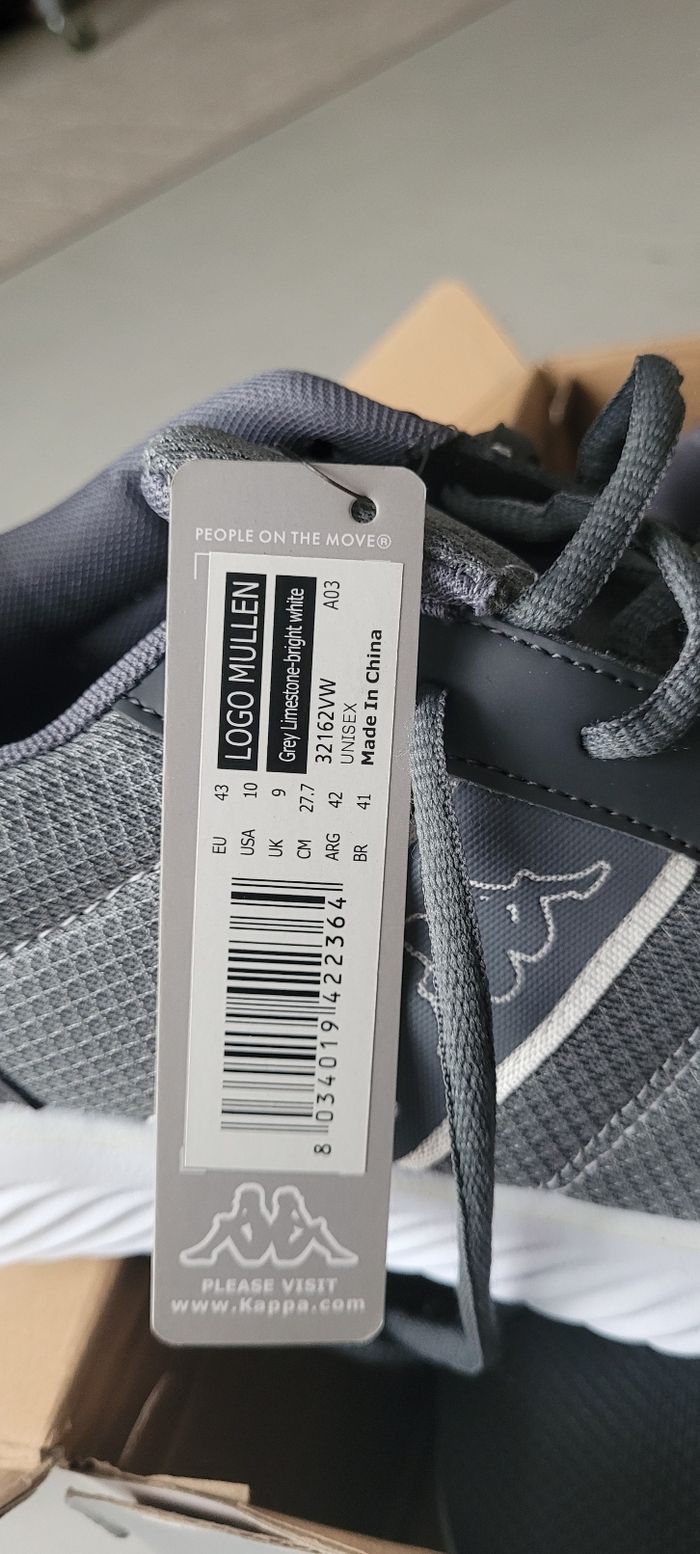 PEOPLE ON THE MOVE®
LOGO MULLEN
Grey Limestone-bright white
32162VW A03
UNISEX
Made In China
EU 43
USA 10
UK 9
CM 27.7
ARG 42
BR 41
8 034019 422364
PLEASE VISIT
www.Kappa.com